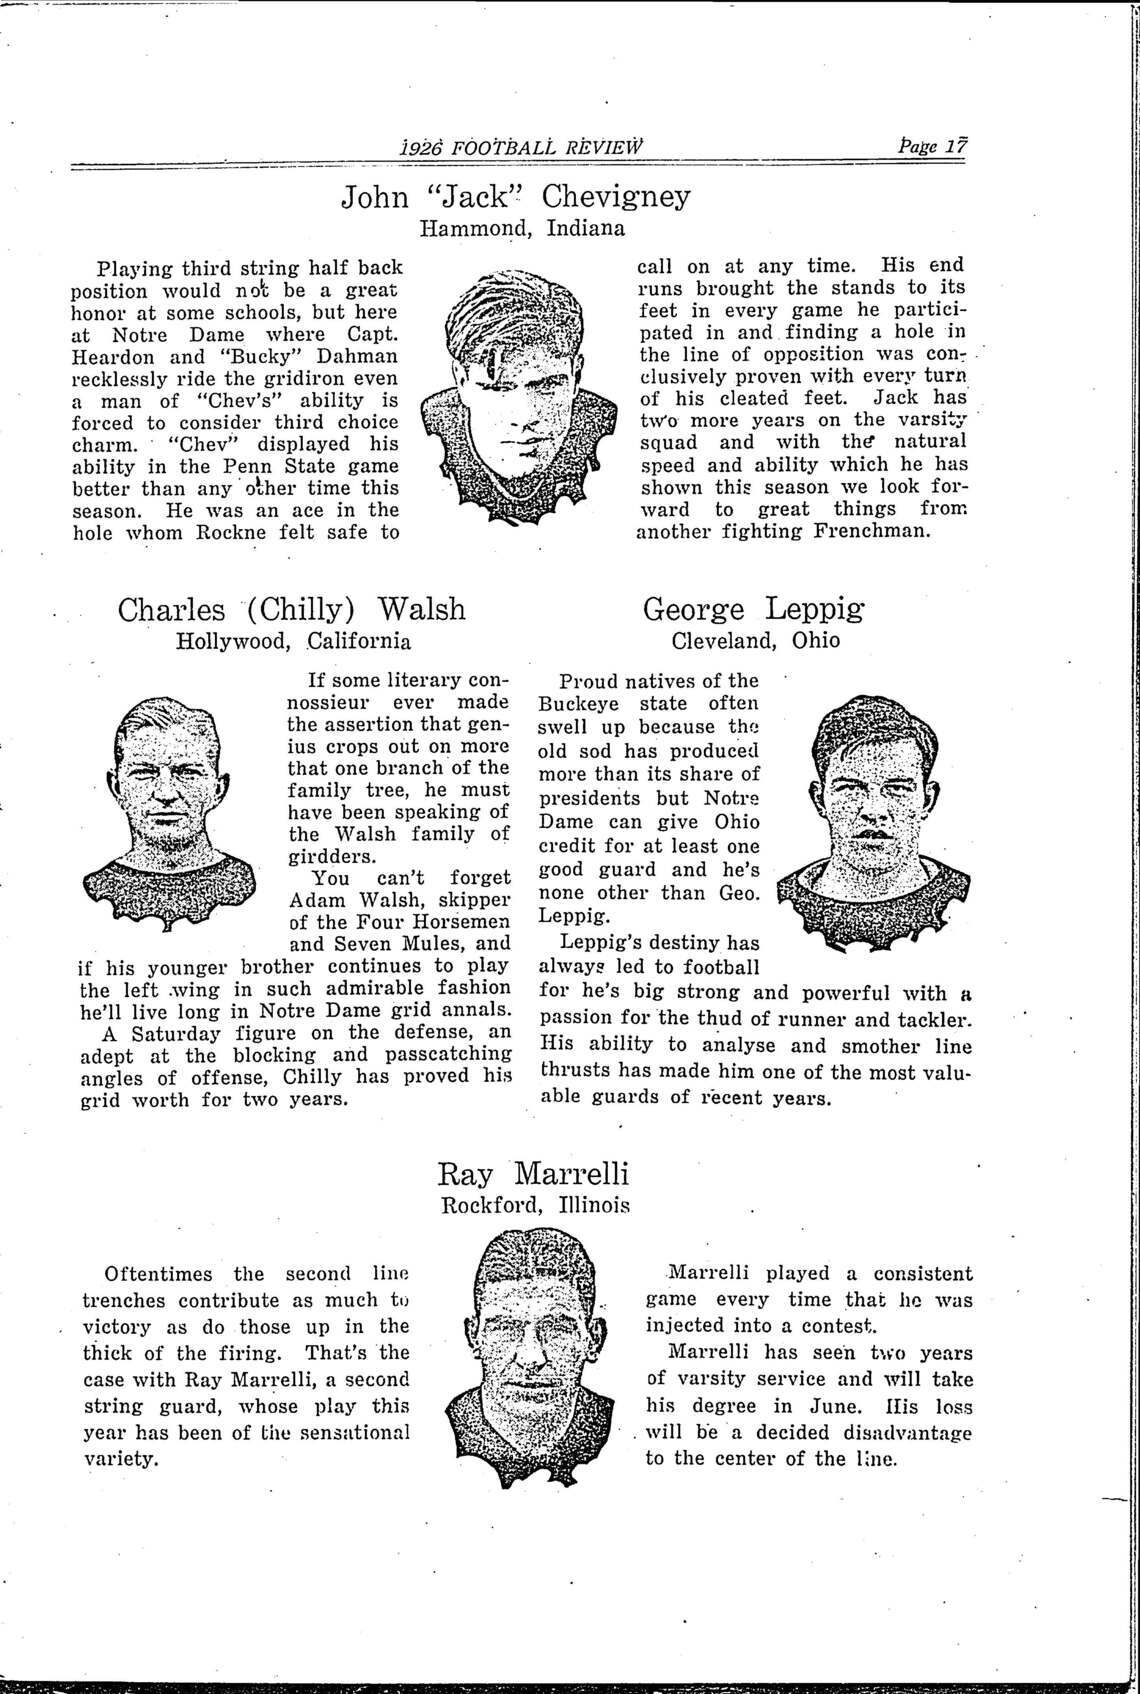 1926 FOOTBALL REVIEW Page 17
John "Jack" Chevigney
Hammond, Indiana
Playing third string half back
position would not be a great
honor at some schools, but here
at Notre Dame where Capt.
Heardon and "Bucky" Dahman
recklessly ride the gridiron even
a man of "Chev's" ability is
forced to consider third choice
charm. "Chev" displayed his
ability in the Penn State game
better than any other time this
season. He was an ace in the
hole whom Rockne felt safe to
call on at any time. His end
runs brought the stands to its
feet in every game he partici-
pated in and finding a hole in
the line of opposition was con-
clusively proven with every turn
of his cleated feet. Jack has
two more years on the varsity
squad and with the natural
speed and ability which he has
shown this season we look for-
ward to great things from
another fighting Frenchman.
Charles (Chilly) Walsh
Hollywood, California
If some literary con-
nossieur ever made
the assertion that gen-
ius crops out on more
that one branch of the
family tree, he must
have been speaking of
the Walsh family of
girdders.
You can't forget
Adam Walsh, skipper
of the Four Horsemen
and Seven Mules, and
if his younger brother continues to play
the left wing in such admirable fashion
he'll live long in Notre Dame grid annals.
A Saturday figure on the defense, an
adept at the blocking and passcatching
angles of offense, Chilly has proved his
grid worth for two years.
George Leppig
Cleveland, Ohio
Proud natives of the
Buckeye state often
swell up because the
old sod has produced
more than its share of
presidents but Notre
Dame can give Ohio
credit for at least one
good guard and he's
none other than Geo.
Leppig.
Leppig's destiny has
always led to football
for he's big strong and powerful with a
passion for the thud of runner and tackler.
His ability to analyse and smother line
thrusts has made him one of the most valu-
able guards of recent years.
Ray Marrelli
Rockford, Illinois
Oftentimes the second line
trenches contribute as much to
victory as do those up in the
thick of the firing. That's the
case with Ray Marrelli, a second
string guard, whose play this
year has been of the sensational
variety.
Marrelli played a consistent
game every time that he was
injected into a contest.
Marrelli has seen two years
of varsity service and will take
his degree in June. His loss
will be a decided disadvantage
to the center of the line.